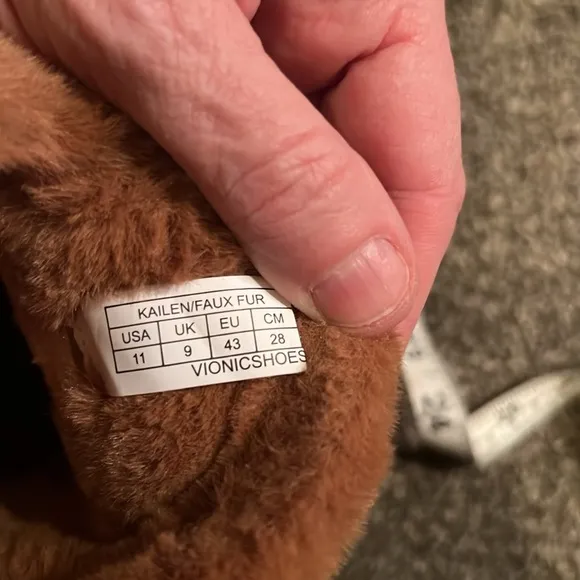 KAILEN/FAUX FUR
USA UK EU CM
11 9 43 28
VIONICSHOES